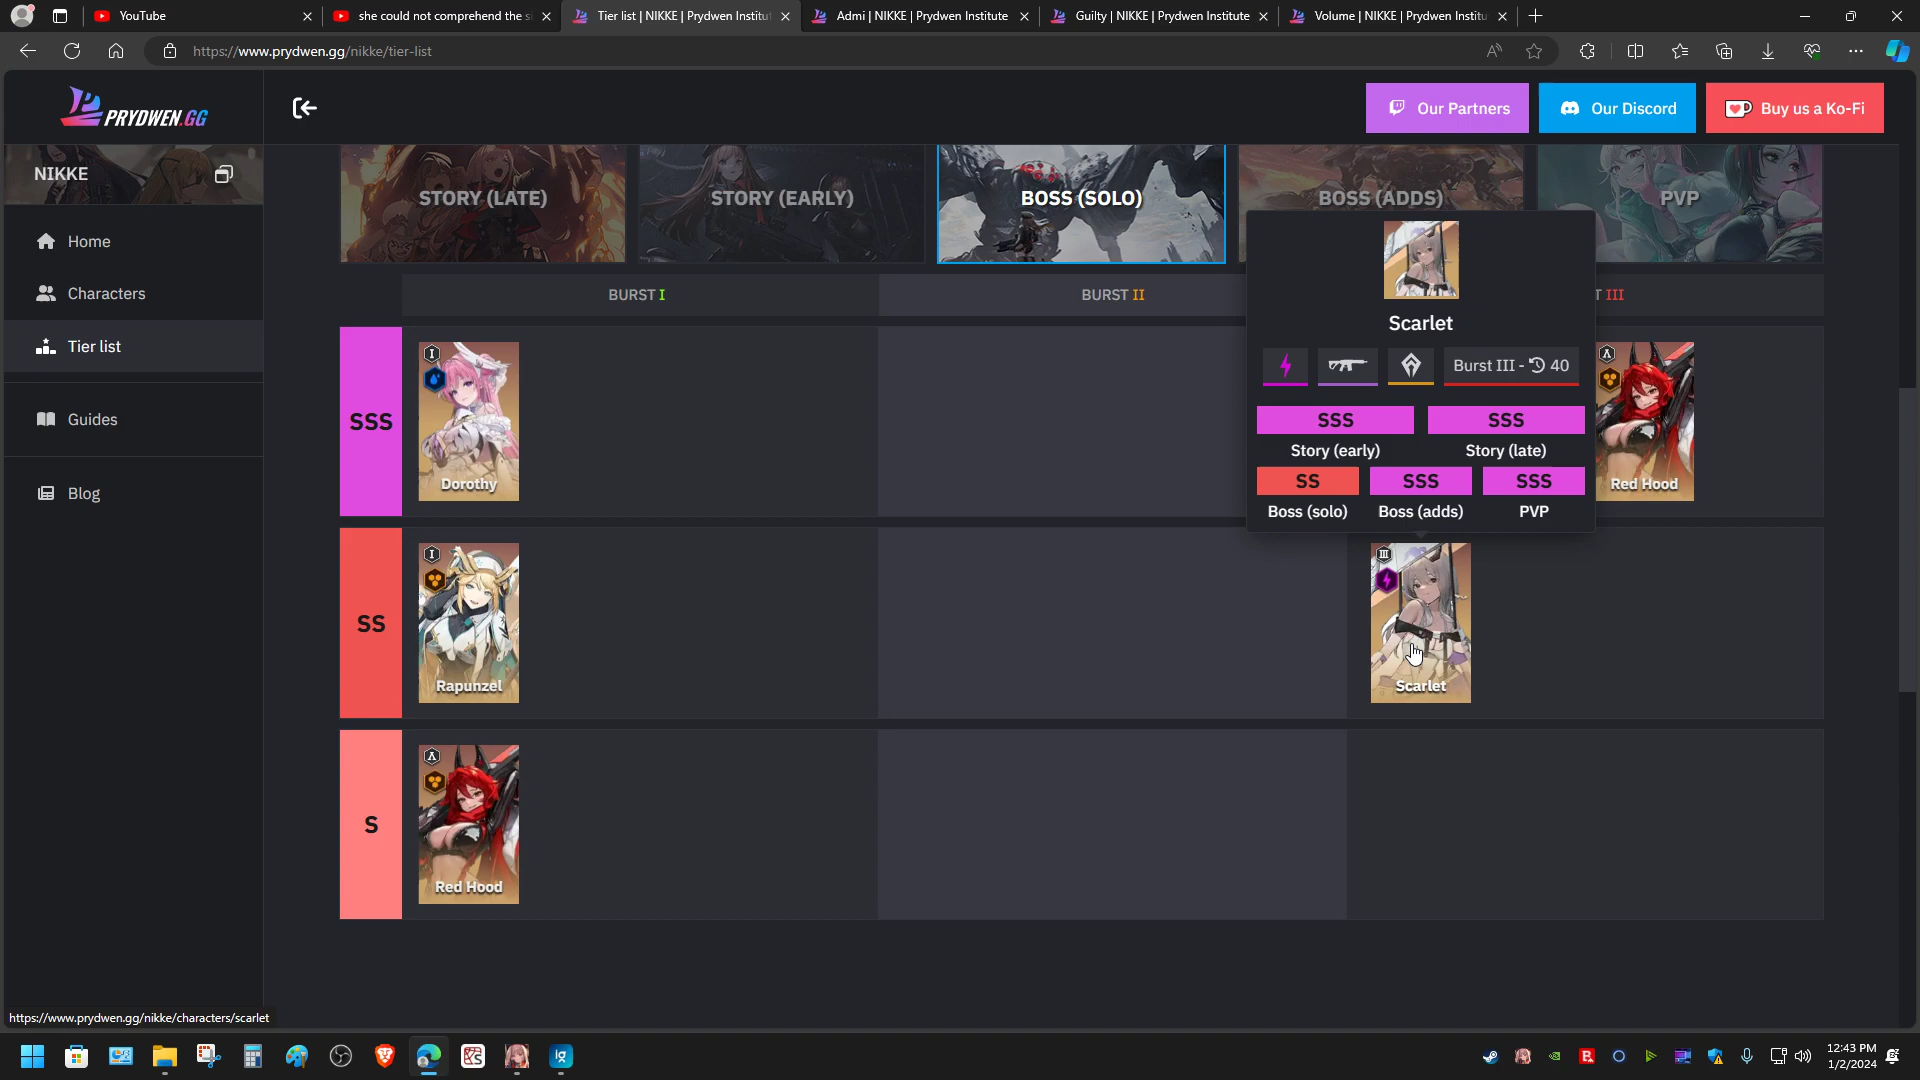 YouTube
she could not comprehend the si
Tier list | NIKKE | Prydwen Institut
Admi | NIKKE | Prydwen Institute
Guilty | NIKKE | Prydwen Institute
Volume | NIKKE | Prydwen Institu
https://www.prydwen.gg/nikke/tier-list
PRYDWEN.GG
Our Partners
Our Discord
Buy us a Ko-Fi
NIKKE
Home
Characters
Tier list
Guides
Blog
STORY (LATE)
STORY (EARLY)
BOSS (SOLO)
BOSS (ADDS)
PVP
BURST I
BURST II
T III
Scarlet
Burst III - 40
SSS
SSS
Story (early)
Story (late)
SS
SSS
SSS
Boss (solo)
Boss (adds)
PVP
SSS
I
Dorothy
Λ
Red Hood
SS
I
Rapunzel
III
Scarlet
S
Λ
Red Hood
https://www.prydwen.gg/nikke/characters/scarlet
ig
12:43 PM
1/2/2024